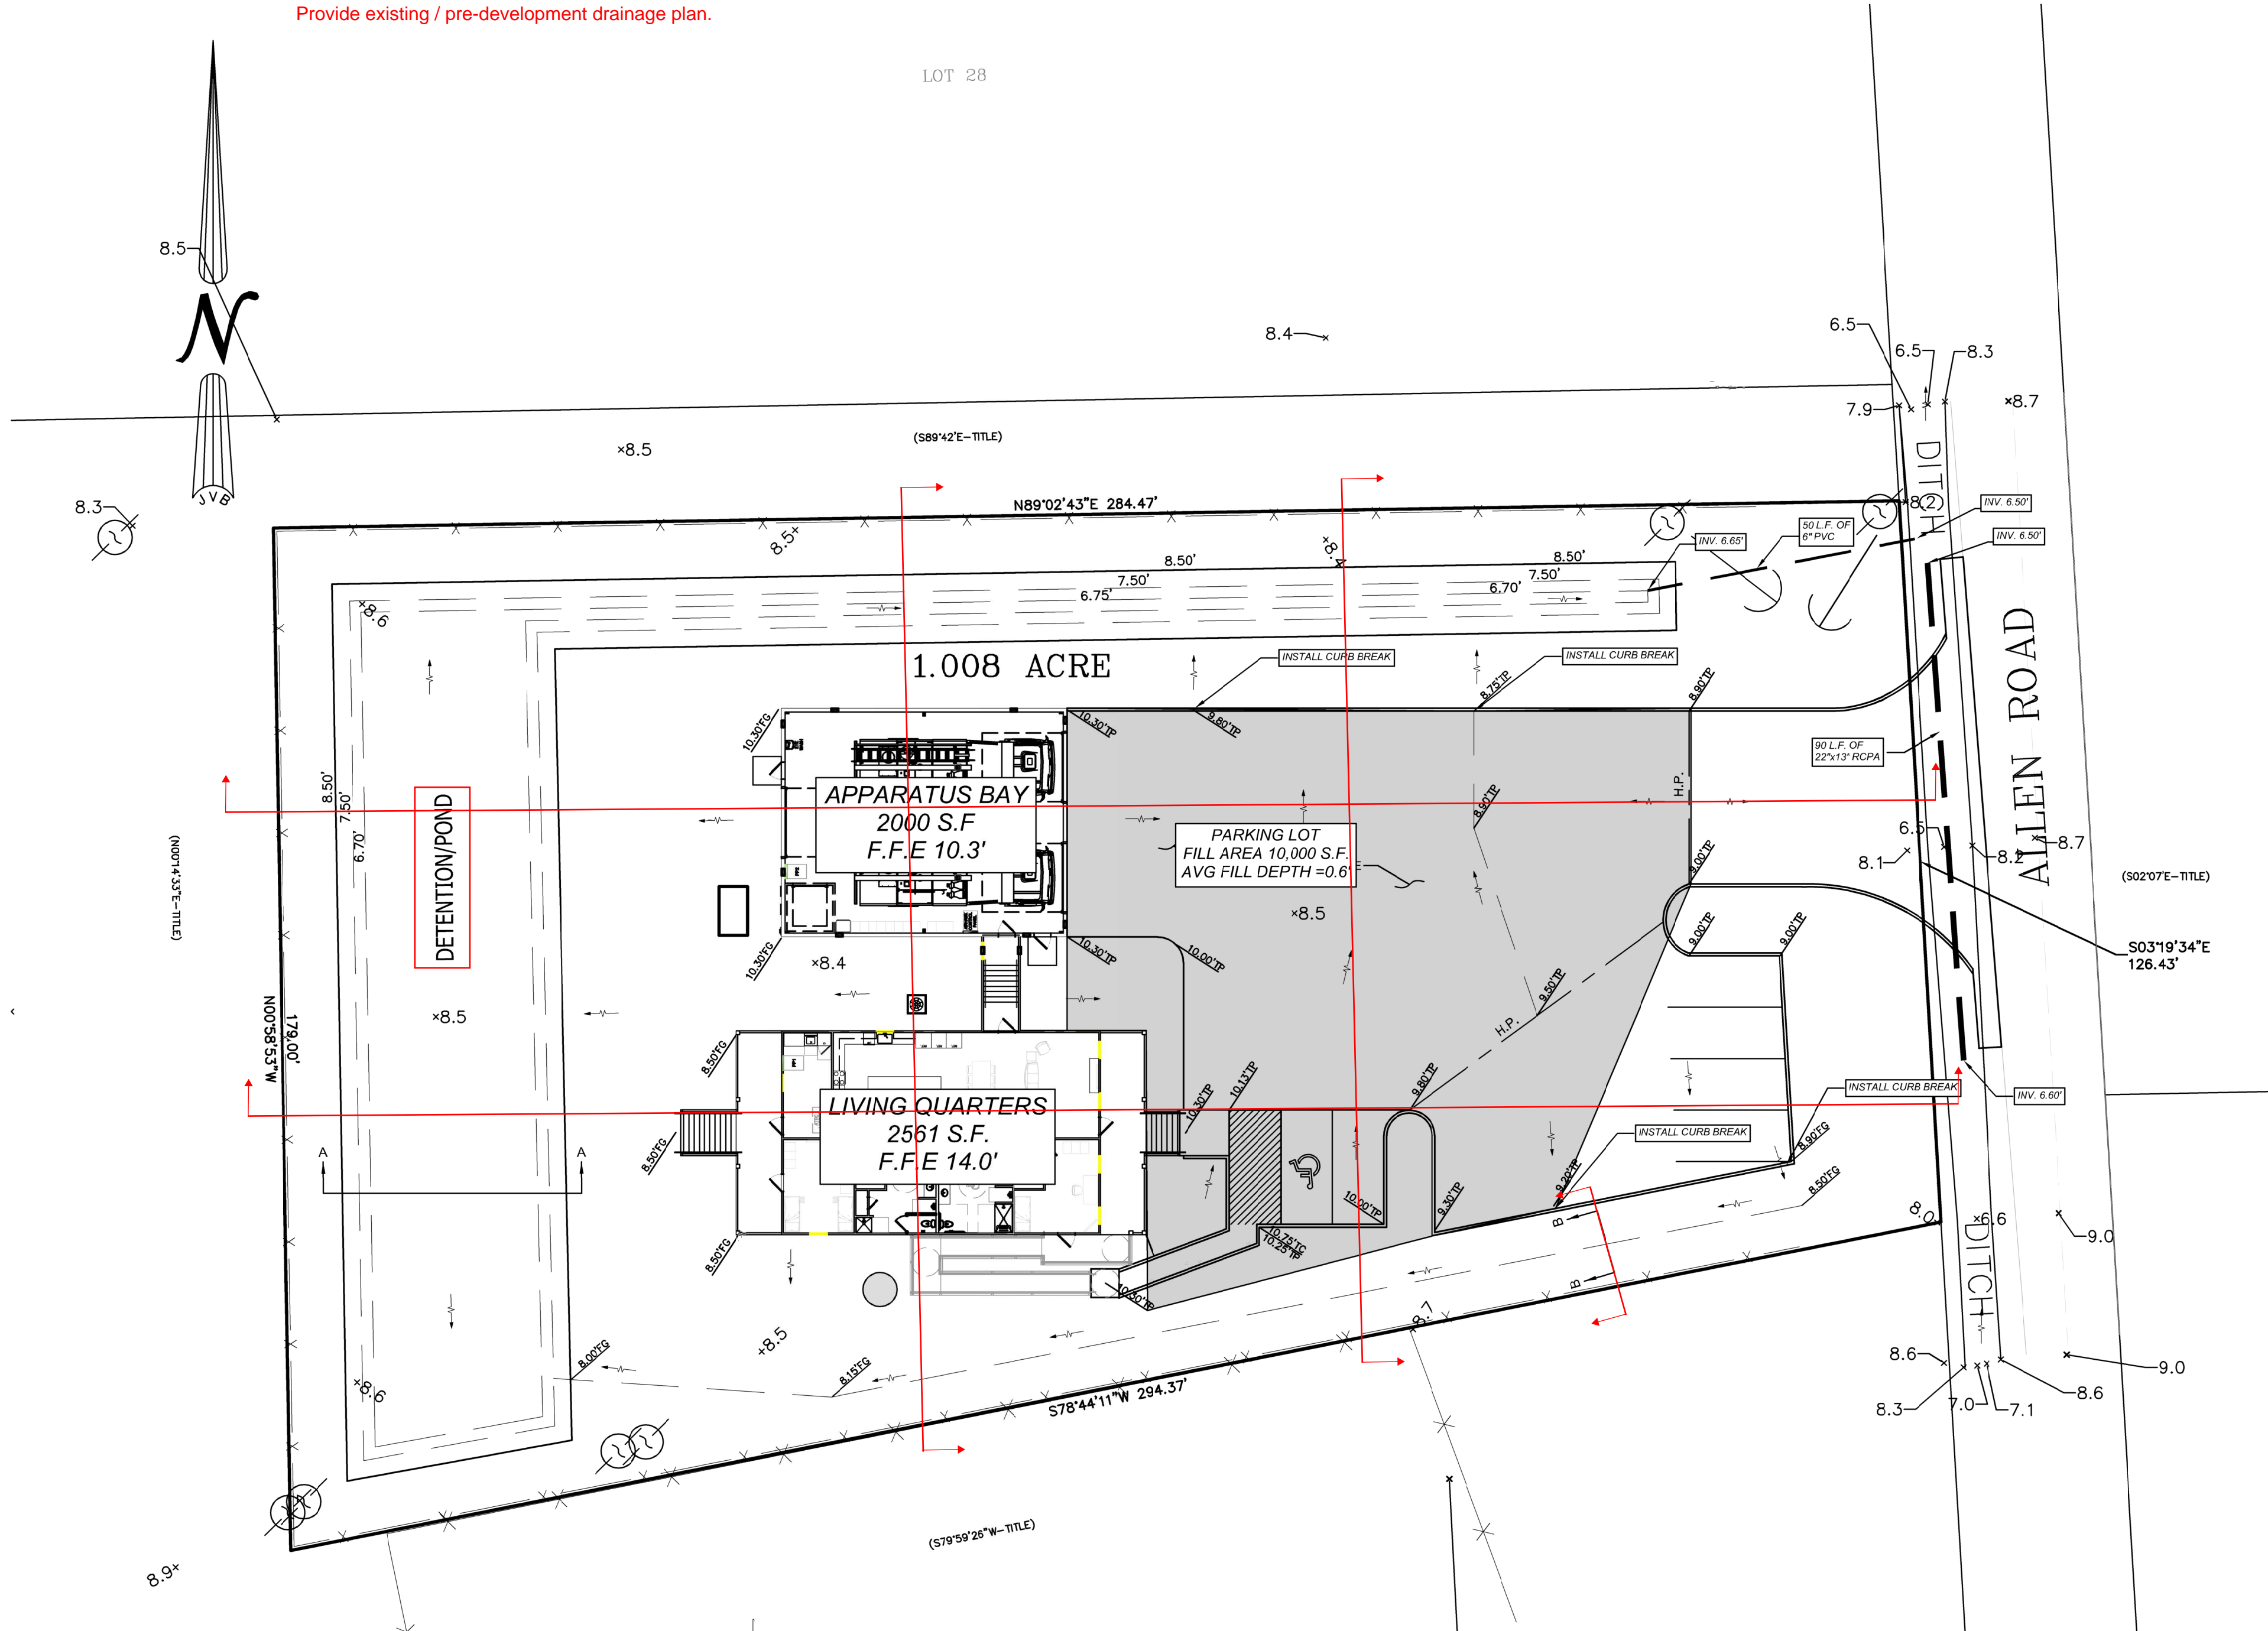 Provide existing / pre-development drainage plan.
LOT 28
8.5
N
JVB
8.4
6.5
6.5
8.3
7.9
×8.7
×8.5
(S89°42'E-TITLE)
8.3
N89°02'43"E 284.47'
8.5+
×8.4
8.2
DITCH
INV. 6.50'
INV. 6.50'
50 L.F. OF
6" PVC
INV. 6.65'
8.50'
7.50'
6.75'
8.50'
7.50'
6.70'
×8.6
1.008 ACRE
INSTALL CURB BREAK
INSTALL CURB BREAK
8.75'TP
8.90'TP
10.30'FG
10.30'TP
9.80'TP
90 L.F. OF
22"x13" RCPA
ALLEN ROAD
8.50'
7.50'
6.70'
DETENTION/POND
APPARATUS BAY
2000 S.F
F.F.E 10.3'
PARKING LOT
FILL AREA 10,000 S.F.
AVG FILL DEPTH =0.6'
8.90'TP
H.P.
9.00'TP
6.5
8.1
8.2
8.7
(S02°07'E-TITLE)
(N00°14'33"E-TITLE)
×8.5
10.30'FG
×8.4
10.30'TP
10.00'TP
9.00'TP
9.00'TP
S03°19'34"E
126.43'
9.50'TP
H.P.
×8.5
N00°58'53"W
179.00'
8.50'FG
8.50'FG
LIVING QUARTERS
2561 S.F.
F.F.E 14.0'
10.30'TP
10.13'TP
9.80'TP
INSTALL CURB BREAK
INV. 6.60'
INSTALL CURB BREAK
8.90'FG
A
A
9.20'TP
8.50'FG
10.00'TP
9.30'TP
B
B
8.0
×6.6
DITCH
9.0
8.50'FG
10.75'TC
10.25'TP
10.30'TP
×8.7
+8.5
8.00'FG
8.15'FG
×8.6
S78°44'11"W 294.37'
8.6
8.3
7.0
7.1
8.6
9.0
(S79°59'26"W-TITLE)
8.9+